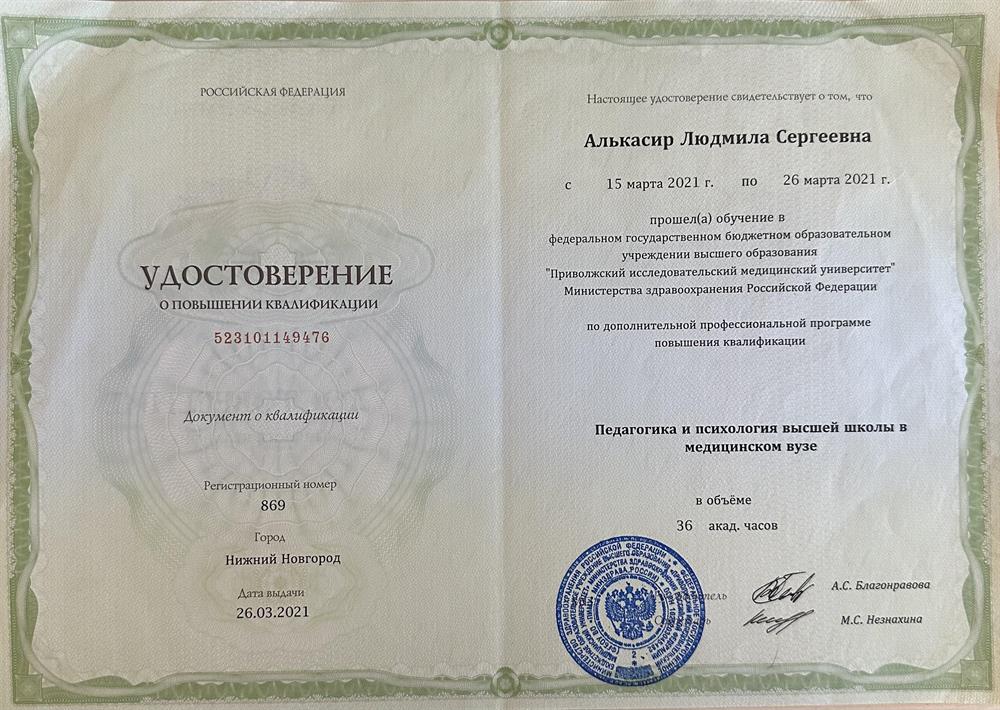 РОССИЙСКАЯ ФЕДЕРАЦИЯ
УДОСТОВЕРЕНИЕ
О ПОВЫШЕНИИ КВАЛИФИКАЦИИ
523101149476
Документ о квалификации
Регистрационный номер
869
Город
Нижний Новгород
Дата выдачи
26.03.2021
Настоящее удостоверение свидетельствует о том, что
Алькасир Людмила Сергеевна
с 15 марта 2021 г. по 26 марта 2021 г.
прошел(а) обучение в
федеральном государственном бюджетном образовательном
учреждении высшего образования
"Приволжский исследовательский медицинский университет"
Министерства здравоохранения Российской Федерации
по дополнительной профессиональной программе
повышения квалификации
Педагогика и психология высшей школы в
медицинском вузе
в объёме
36 акад. часов
А.С. Благонравова
М.С. Незнахина